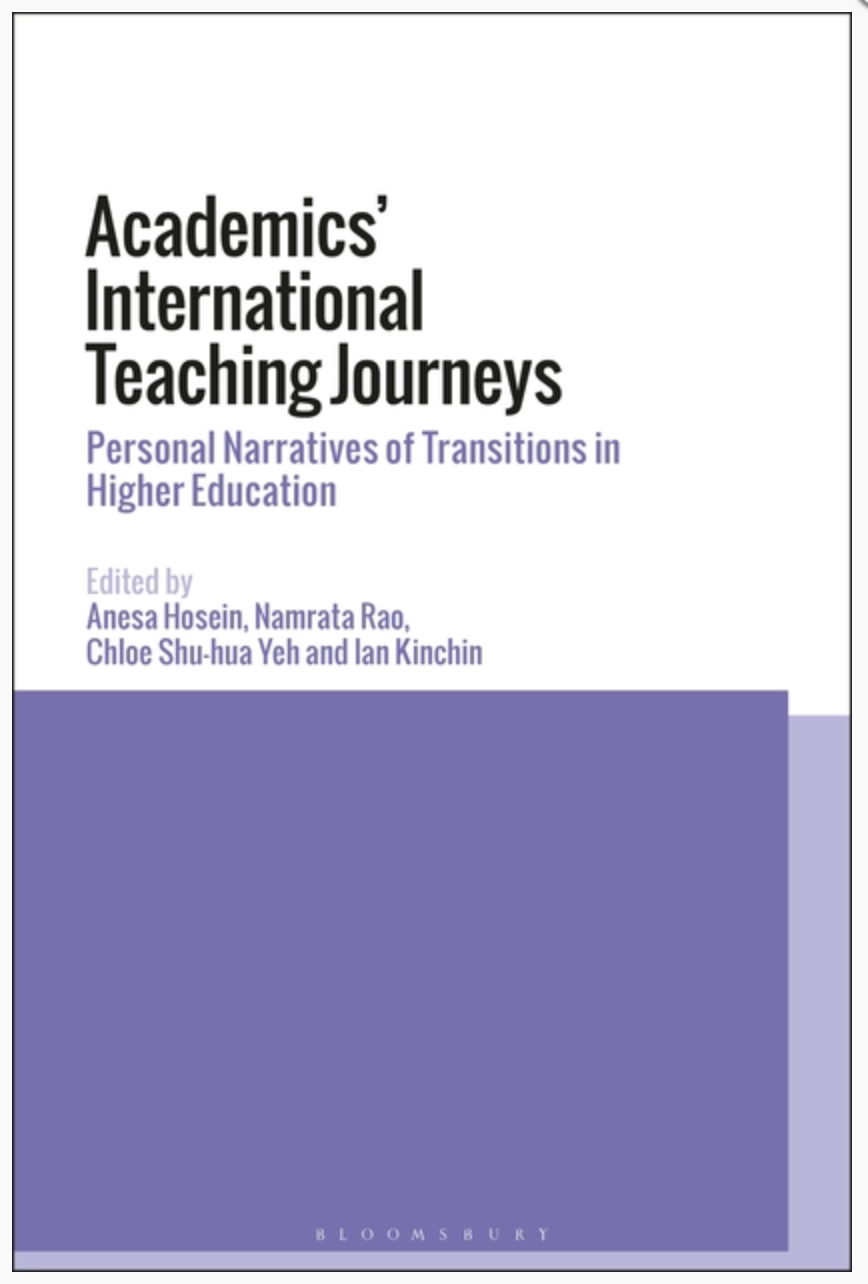 Academics’
International
Teaching Journeys
Personal Narratives of Transitions in
Higher Education
Edited by
Anesa Hosein, Namrata Rao,
Chloe Shu-hua Yeh and Ian Kinchin
BLOOMSBURY